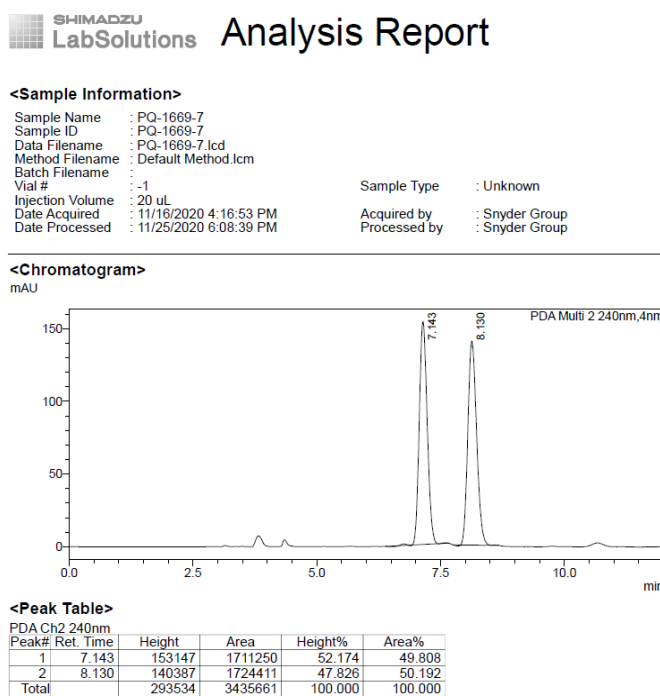 SHIMADZU
LabSolutions Analysis Report
<Sample Information>
Sample Name : PQ-1669-7
Sample ID : PQ-1669-7
Data Filename : PQ-1669-7.lcd
Method Filename : Default Method.lcm
Batch Filename :
Vial # : -1 Sample Type : Unknown
Injection Volume : 20 uL
Date Acquired : 11/16/2020 4:16:53 PM Acquired by : Snyder Group
Date Processed : 11/25/2020 6:08:39 PM Processed by : Snyder Group
<Chromatogram>
mAU
PDA Multi 2 240nm,4nm
7.143
8.130
150
100
50
0
0.0 2.5 5.0 7.5 10.0
min
<Peak Table>
PDA Ch2 240nm
Peak# Ret. Time Height Area Height% Area%
1 7.143 153147 1711250 52.174 49.808
2 8.130 140387 1724411 47.826 50.192
Total 293534 3435661 100.000 100.000